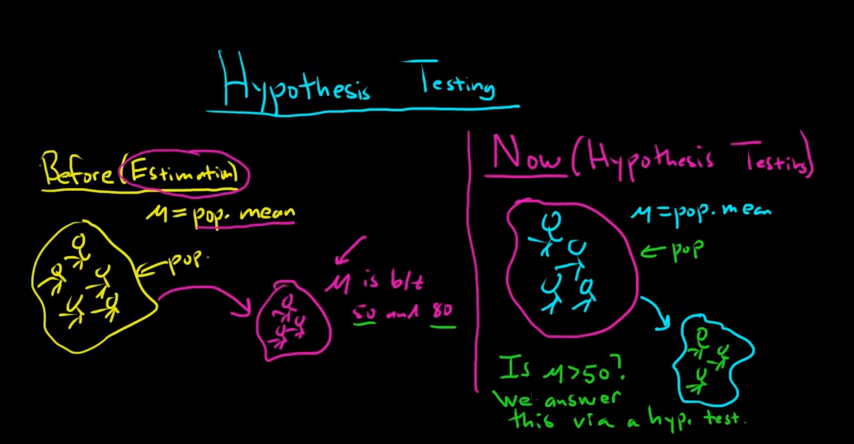 Hypothesis Testing
Before (Estimation)
μ = pop. mean
pop.
μ is b/t
50 and 80
Now (Hypothesis Testing)
μ = pop. mean
pop
Is μ > 50?
we answer
this via a hyp. test.